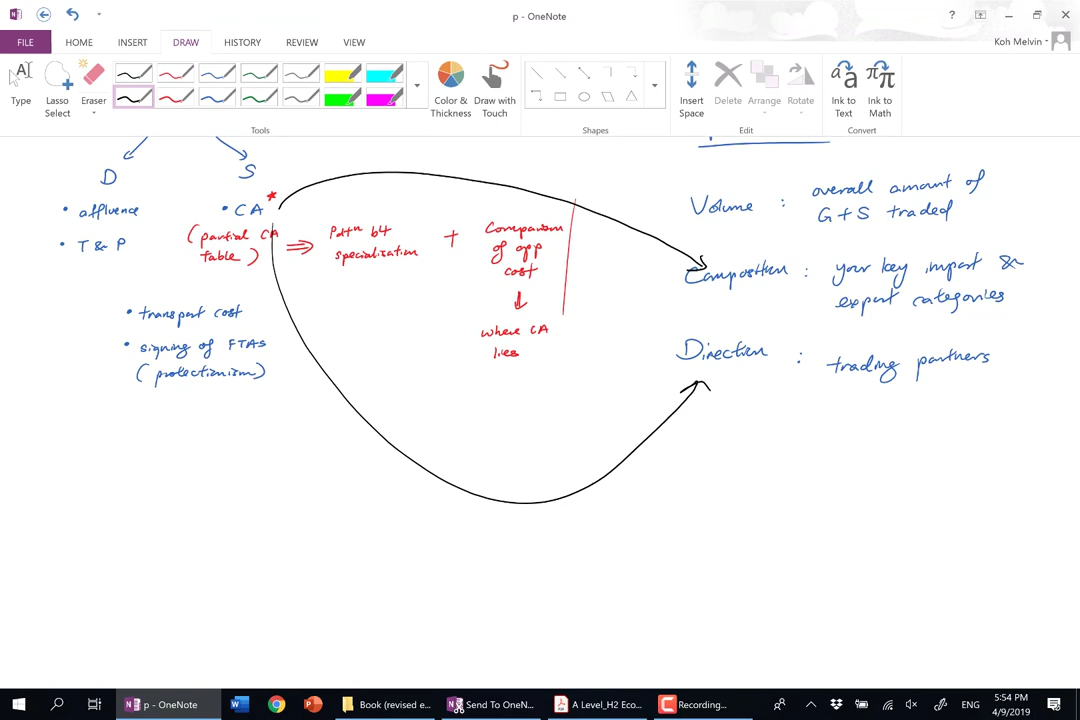 p - OneNote
Koh Melvin
FILE
HOME
INSERT
DRAW
HISTORY
REVIEW
VIEW
Type
Lasso
Select
Eraser
Color &
Thickness
Draw with
Touch
Insert
Space
Delete
Arrange
Rotate
Ink to
Text
Ink to
Math
Tools
Shapes
Edit
Convert
D
S
• affluence
• T & P
• CA *
(partial CA
table)
⇒
Pdtn b4
specialisation
+
Comparison
of opp
cost
↓
where CA
lies
• transport cost
• signing of FTAs
(protectionism)
Volume : overall amount of
G + S traded
Composition : your key import &
export categories
Direction : trading partners
p - OneNote
Book (revised e...
Send To OneN...
A Level_H2 Eco...
Recording...
ENG
5:54 PM
4/9/2019